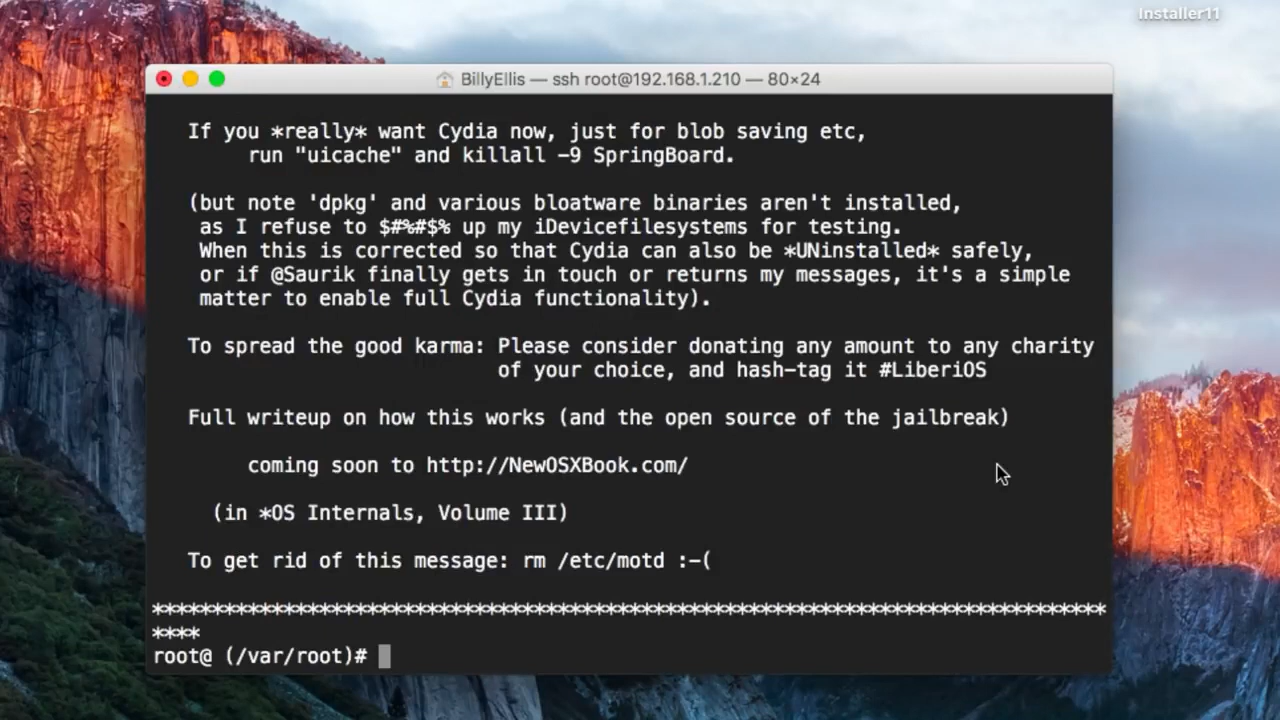 Installer11
BillyEllis — ssh root@192.168.1.210 — 80×24
If you *really* want Cydia now, just for blob saving etc,
run "uicache" and killall -9 SpringBoard.
(but note 'dpkg' and various bloatware binaries aren't installed,
as I refuse to $#%#$% up my iDevicefilesystems for testing.
When this is corrected so that Cydia can also be *UNinstalled* safely,
or if @Saurik finally gets in touch or returns my messages, it's a simple
matter to enable full Cydia functionality).
To spread the good karma: Please consider donating any amount to any charity
of your choice, and hash-tag it #LiberiOS
Full writeup on how this works (and the open source of the jailbreak)
coming soon to http://NewOSXBook.com/
(in *OS Internals, Volume III)
To get rid of this message: rm /etc/motd :-(
********************************************************************************
****
root@ (/var/root)#